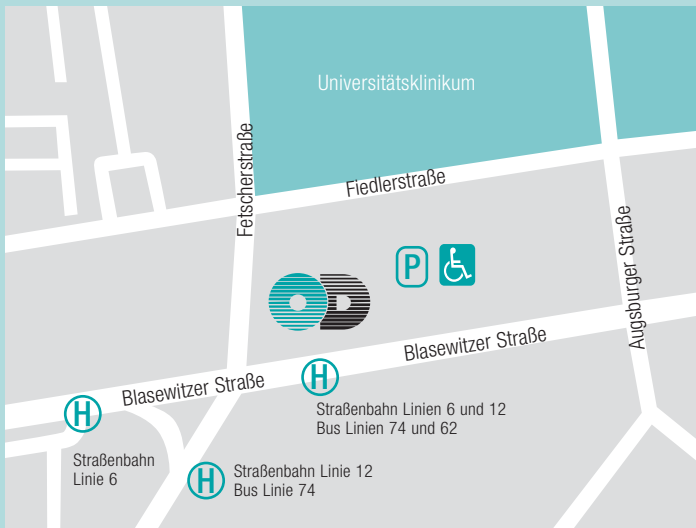 Universitätsklinikum
Fetscherstraße
Fiedlerstraße
P
Augsburger Straße
Blasewitzer Straße
Blasewitzer Straße
H
Straßenbahn Linien 6 und 12
Bus Linien 74 und 62
H
Straßenbahn
Linie 6
H
Straßenbahn Linie 12
Bus Linie 74